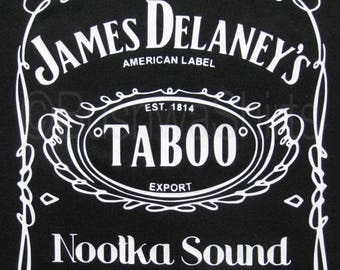 JAMES DELANEY'S
AMERICAN LABEL
EST. 1814
TABOO
EXPORT
Nootka Sound